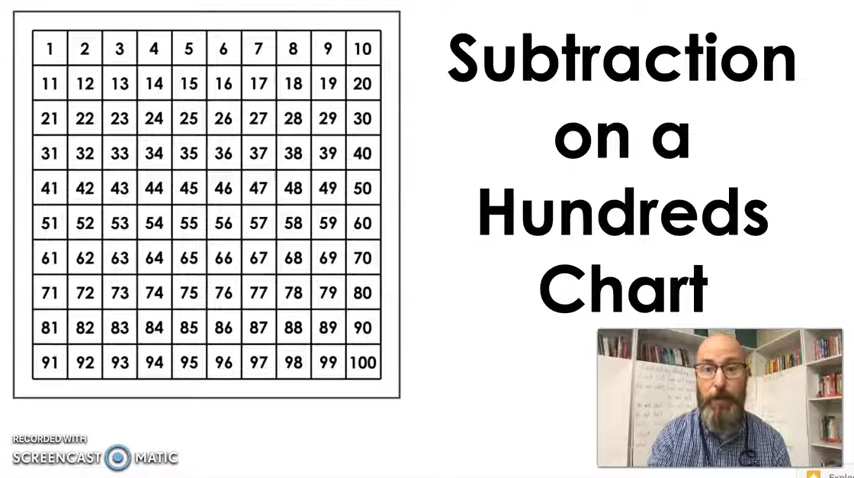 1 2 3 4 5 6 7 8 9 10
11 12 13 14 15 16 17 18 19 20
21 22 23 24 25 26 27 28 29 30
31 32 33 34 35 36 37 38 39 40
41 42 43 44 45 46 47 48 49 50
51 52 53 54 55 56 57 58 59 60
61 62 63 64 65 66 67 68 69 70
71 72 73 74 75 76 77 78 79 80
81 82 83 84 85 86 87 88 89 90
91 92 93 94 95 96 97 98 99 100
Subtraction
on a
Hundreds
Chart
RECORDED WITH
SCREENCAST MATIC